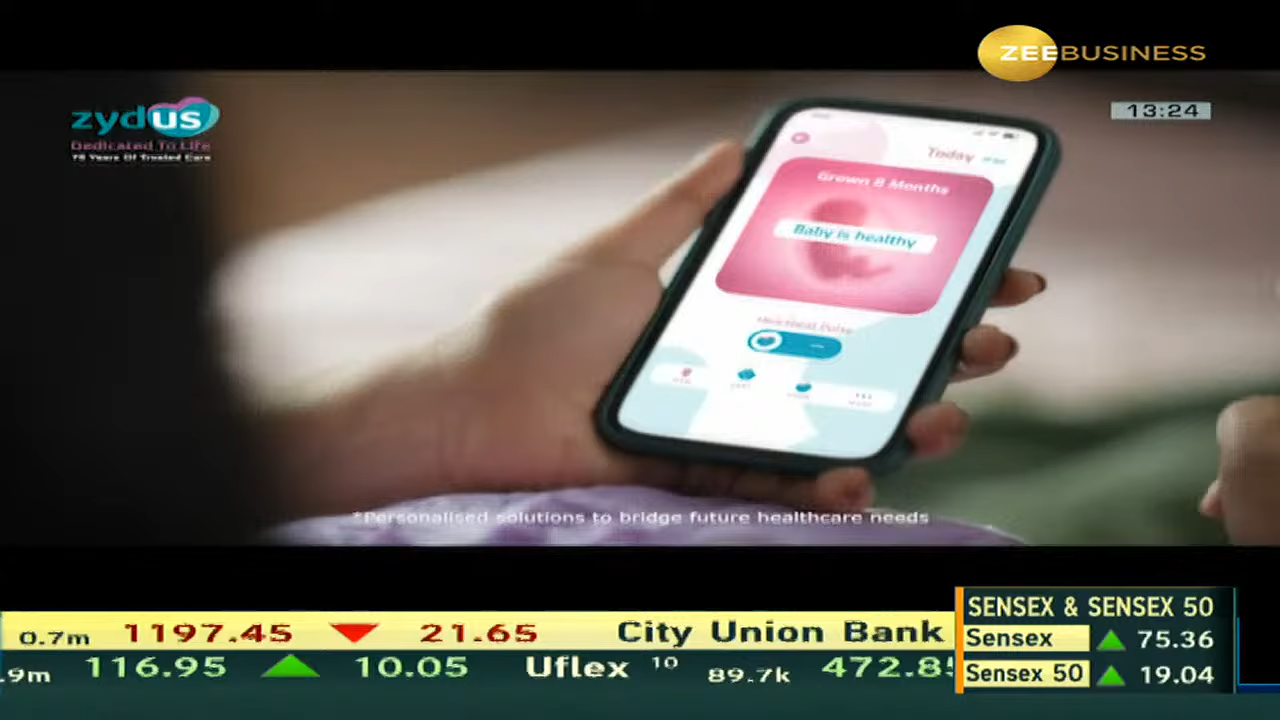 ZEEBUSINESS
13:24
zydus
Dedicated To Life
75 Years Of Trusted Care
Today
Grown 8 Months
Baby is healthy
*Personalised solutions to bridge future healthcare needs
SENSEX & SENSEX 50
0.7m 1197.45 21.65 City Union Bank
Sensex 75.36
.9m 116.95 10.05 Uflex 10 89.7k 472.8
Sensex 50 19.04